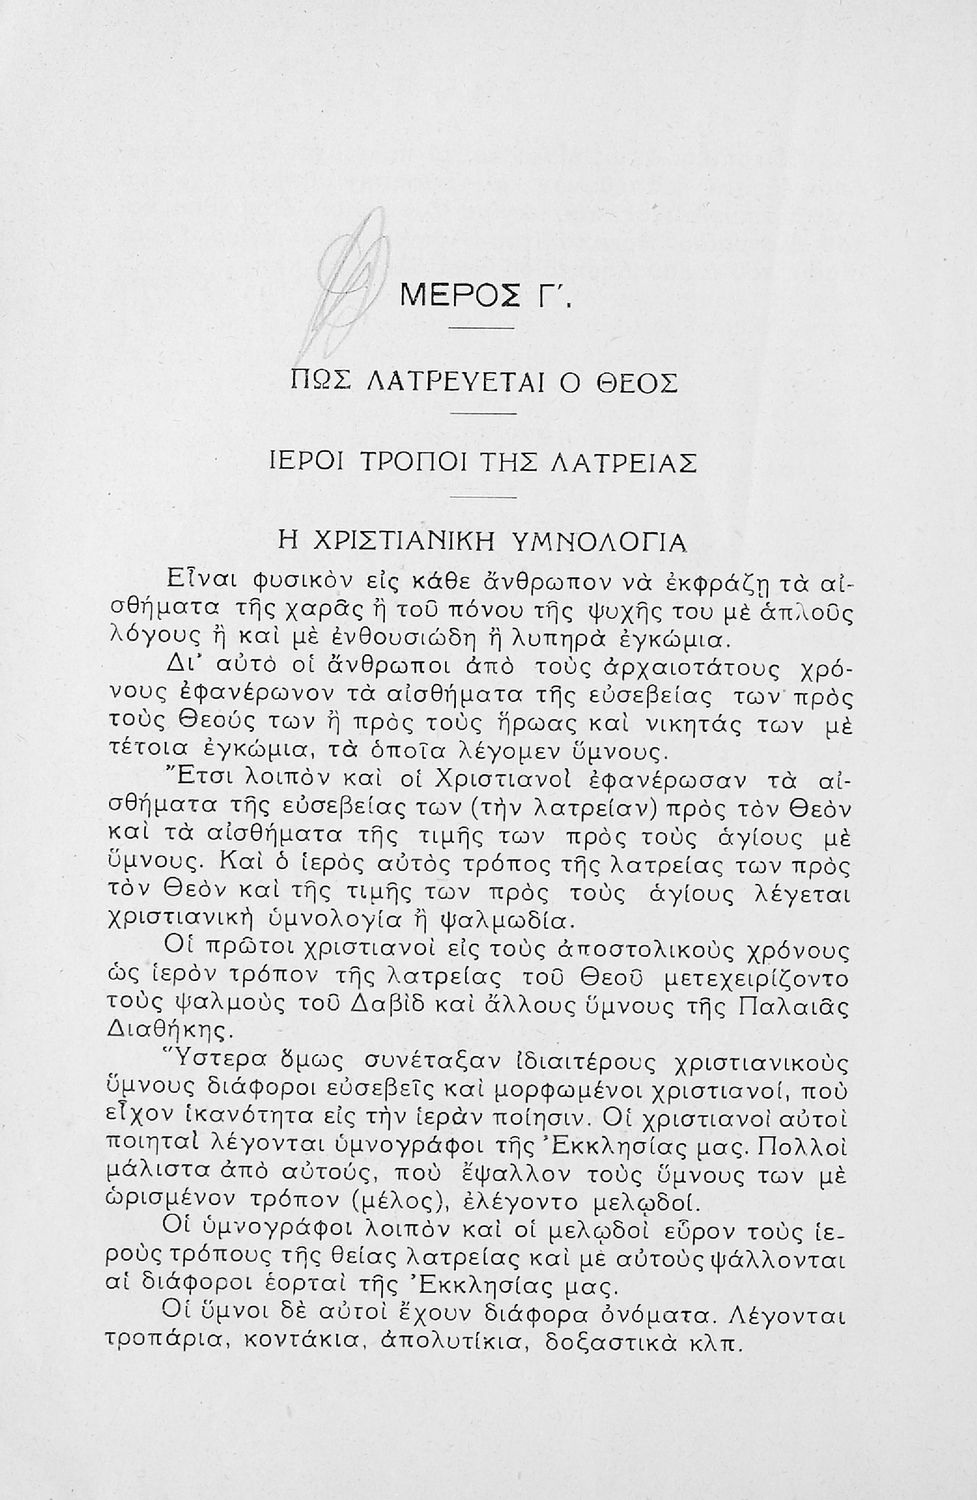 ΜΕΡΟΣ Γ΄.
ΠΩΣ ΛΑΤΡΕΥΕΤΑΙ Ο ΘΕΟΣ
ΙΕΡΟΙ ΤΡΟΠΟΙ ΤΗΣ ΛΑΤΡΕΙΑΣ
Η ΧΡΙΣΤΙΑΝΙΚΗ ΥΜΝΟΛΟΓΙΑ
Εἶναι φυσικὸν εἰς κάθε ἄνθρωπον νὰ ἐκφράζῃ τὰ αἰ-
σθήματα τῆς χαρᾶς ἢ τοῦ πόνου τῆς ψυχῆς του μὲ ἁπλοῦς
λόγους ἢ καὶ μὲ ἐνθουσιώδη ἢ λυπηρὰ ἐγκώμια.
Δι᾽ αὐτὸ οἱ ἄνθρωποι ἀπὸ τοὺς ἀρχαιοτάτους χρό-
νους ἐφανέρωνον τὰ αἰσθήματα τῆς εὐσεβείας των πρὸς
τοὺς Θεούς των ἢ πρὸς τοὺς ἥρωας καὶ νικητάς των μὲ
τέτοια ἐγκώμια, τὰ ὁποῖα λέγομεν ὕμνους.
Ἔτσι λοιπὸν καὶ οἱ Χριστιανοὶ ἐφανέρωσαν τὰ αἰ-
σθήματα τῆς εὐσεβείας των (τὴν λατρείαν) πρὸς τὸν Θεὸν
καὶ τὰ αἰσθήματα τῆς τιμῆς των πρὸς τοὺς ἁγίους μὲ
ὕμνους. Καὶ ὁ ἱερὸς αὐτὸς τρόπος τῆς λατρείας των πρὸς
τὸν Θεὸν καὶ τῆς τιμῆς των πρὸς τοὺς ἁγίους λέγεται
χριστιανικὴ ὑμνολογία ἢ ψαλμωδία.
Οἱ πρῶτοι χριστιανοὶ εἰς τοὺς ἀποστολικοὺς χρόνους
ὡς ἱερὸν τρόπον τῆς λατρείας τοῦ Θεοῦ μετεχειρίζοντο
τοὺς ψαλμοὺς τοῦ Δαβὶδ καὶ ἄλλους ὕμνους τῆς Παλαιᾶς
Διαθήκης.
Ὕστερα ὅμως συνέταξαν ἰδιαιτέρους χριστιανικοὺς
ὕμνους διάφοροι εὐσεβεῖς καὶ μορφωμένοι χριστιανοί, ποὺ
εἶχον ἱκανότητα εἰς τὴν ἱερὰν ποίησιν. Οἱ χριστιανοὶ αὐτοὶ
ποιηταὶ λέγονται ὑμνογράφοι τῆς Ἐκκλησίας μας. Πολλοὶ
μάλιστα ἀπὸ αὐτούς, ποὺ ἔψαλλον τοὺς ὕμνους των μὲ
ὡρισμένον τρόπον (μέλος), ἐλέγοντο μελῳδοί.
Οἱ ὑμνογράφοι λοιπὸν καὶ οἱ μελῳδοὶ εὗρον τοὺς ἱε-
ροὺς τρόπους τῆς θείας λατρείας καὶ μὲ αὐτοὺς ψάλλονται
αἱ διάφοροι ἑορταὶ τῆς Ἐκκλησίας μας.
Οἱ ὕμνοι δὲ αὐτοὶ ἔχουν διάφορα ὀνόματα. Λέγονται
τροπάρια, κοντάκια, ἀπολυτίκια, δοξαστικὰ κλπ.